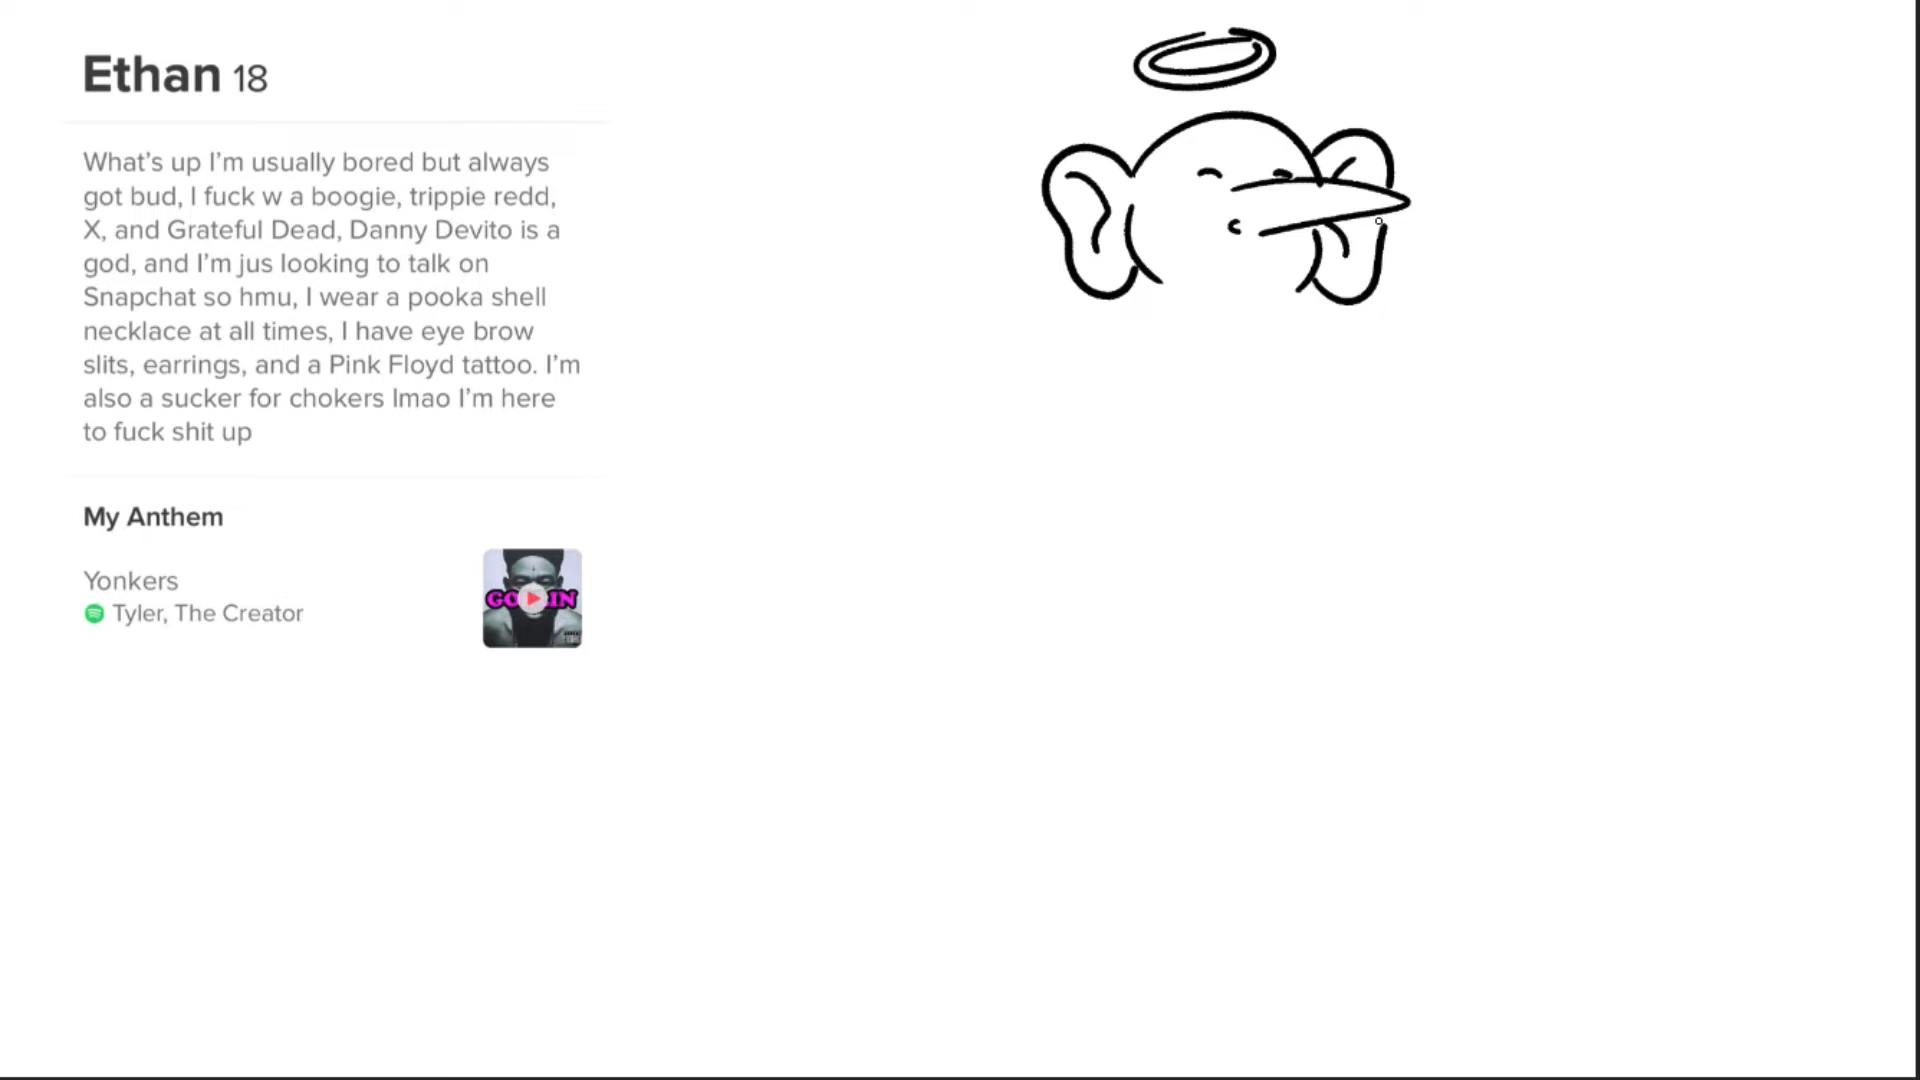 Ethan 18
What’s up I’m usually bored but always
got bud, I fuck w a boogie, trippie redd,
X, and Grateful Dead, Danny Devito is a
god, and I’m jus looking to talk on
Snapchat so hmu, I wear a pooka shell
necklace at all times, I have eye brow
slits, earrings, and a Pink Floyd tattoo. I’m
also a sucker for chokers lmao I’m here
to fuck shit up
My Anthem
Yonkers
Tyler, The Creator